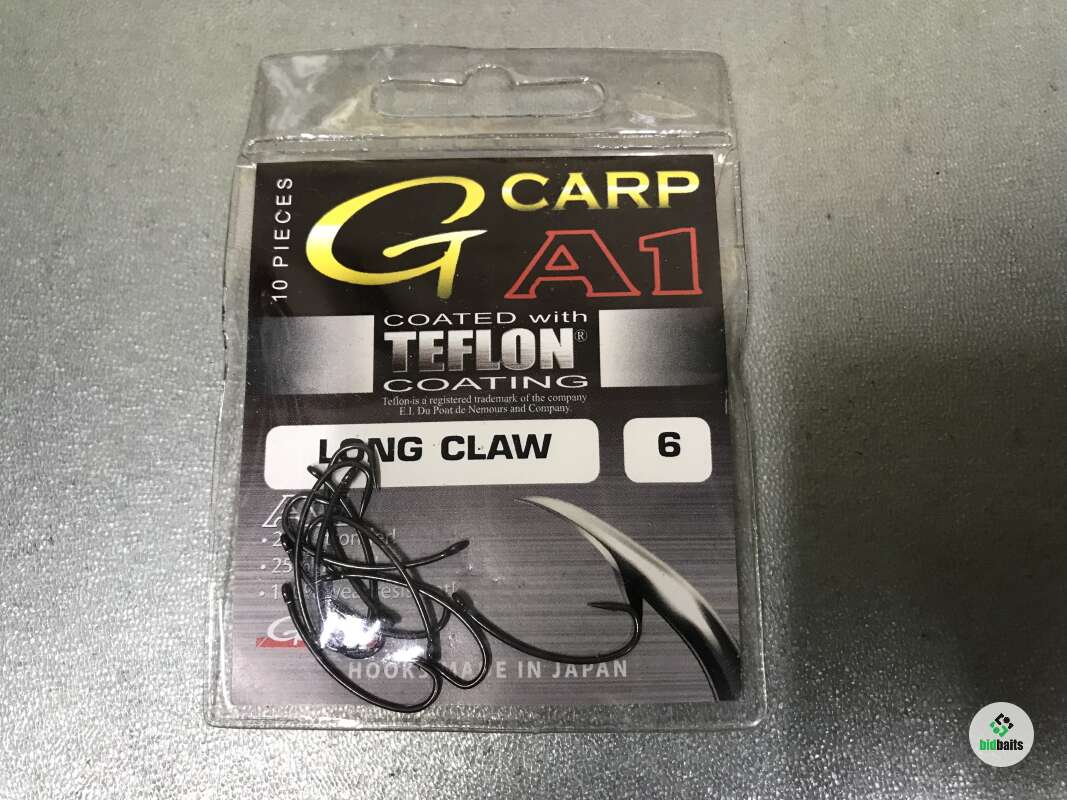 10 PIECES
G CARP
A1
COATED with
TEFLON®
COATING
Teflon-is a registered trademark of the company
E.I. Du Pont de Nemours and Company.
LONG CLAW
6
HOOKS MADE IN JAPAN
bidbaits